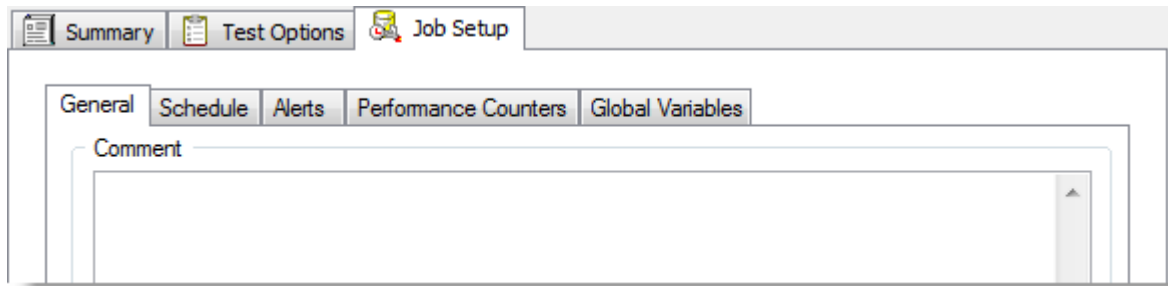 Summary Test Options Job Setup
General Schedule Alerts Performance Counters Global Variables
Comment